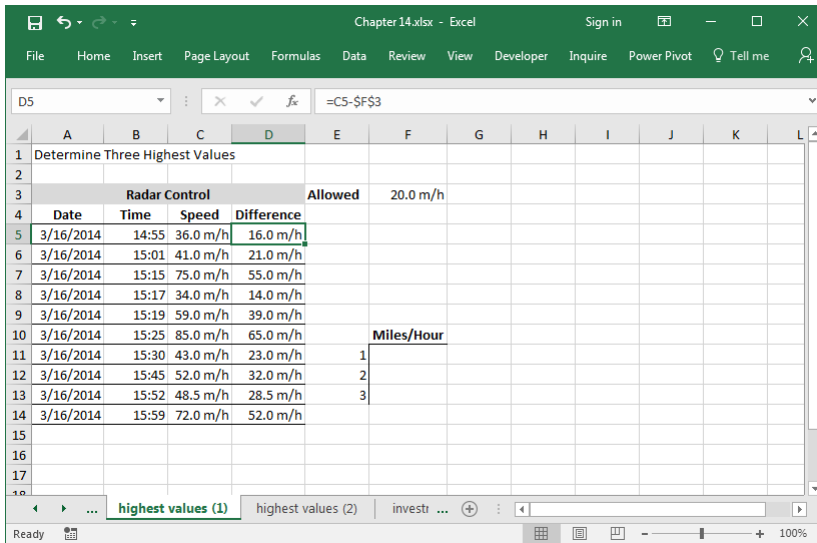 Chapter14.xlsx - Excel Sign in
File Home Insert Page Layout Formulas Data Review View Developer Inquire Power Pivot Tell me
D5 fx =C5-$F$3
A B C D E F G H I J K L
1 Determine Three Highest Values
2
3 Radar Control Allowed 20.0 m/h
4 Date Time Speed Difference
5 3/16/2014 14:55 36.0 m/h 16.0 m/h
6 3/16/2014 15:01 41.0 m/h 21.0 m/h
7 3/16/2014 15:15 75.0 m/h 55.0 m/h
8 3/16/2014 15:17 34.0 m/h 14.0 m/h
9 3/16/2014 15:19 59.0 m/h 39.0 m/h
10 3/16/2014 15:25 85.0 m/h 65.0 m/h Miles/Hour
11 3/16/2014 15:30 43.0 m/h 23.0 m/h 1
12 3/16/2014 15:45 52.0 m/h 32.0 m/h 2
13 3/16/2014 15:52 48.5 m/h 28.5 m/h 3
14 3/16/2014 15:59 72.0 m/h 52.0 m/h
15
16
17
18
... highest values (1) highest values (2) investr ...
Ready 100%